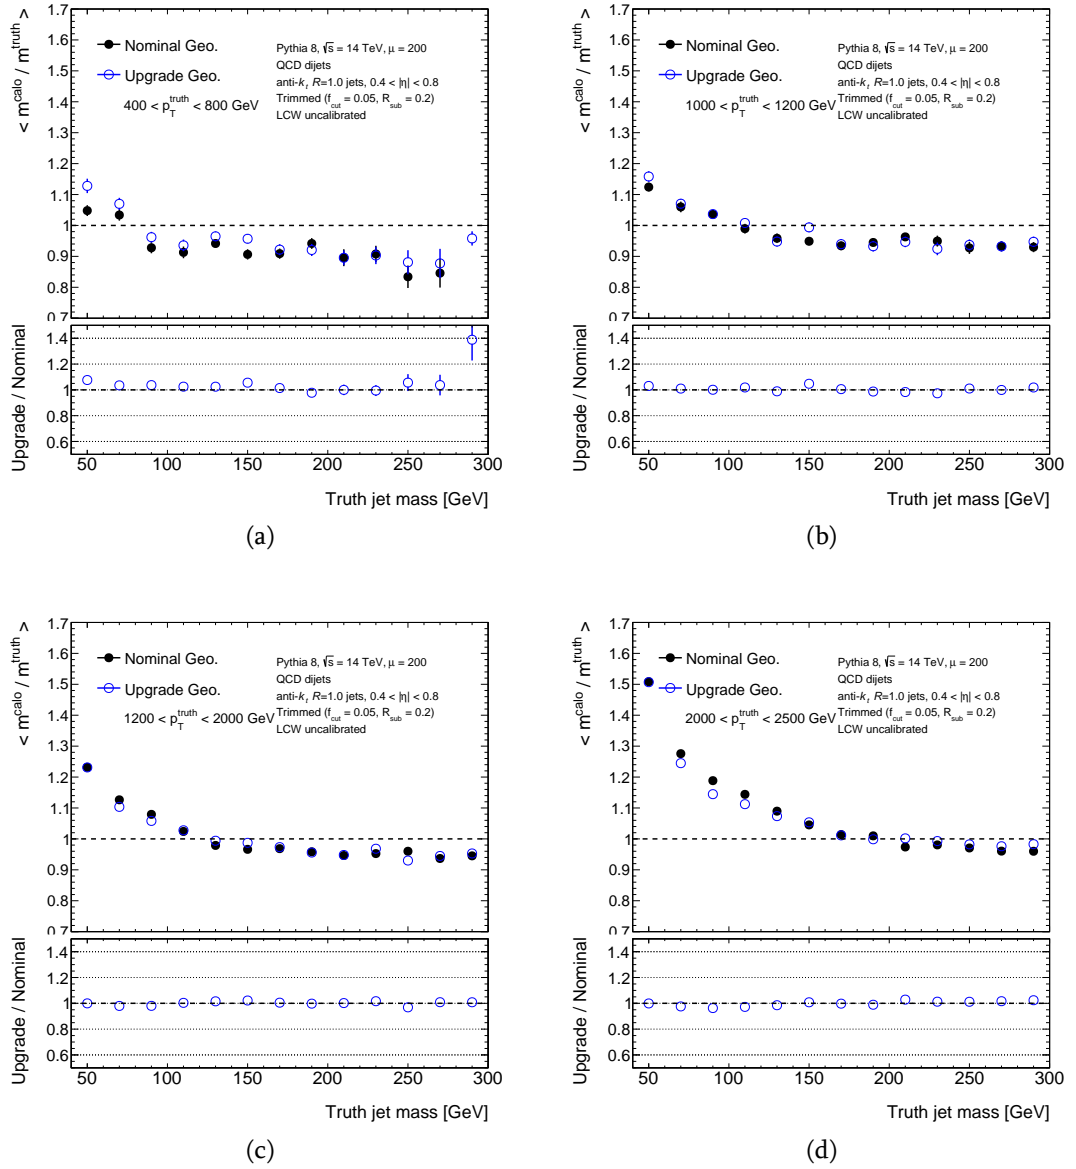 < m^calo / m^truth >
1.7
1.6
1.5
1.4
1.3
1.2
1.1
1
0.9
0.8
0.7
Nominal Geo.
Upgrade Geo.
400 < p_T^truth < 800 GeV
Pythia 8, √s = 14 TeV, μ = 200
QCD dijets
anti-k_t R=1.0 jets, 0.4 < |η| < 0.8
Trimmed (f_cut = 0.05, R_sub = 0.2)
LCW uncalibrated
Upgrade / Nominal
1.4
1.2
1
0.8
0.6
50 100 150 200 250 300
Truth jet mass [GeV]
(a)
< m^calo / m^truth >
1.7
1.6
1.5
1.4
1.3
1.2
1.1
1
0.9
0.8
0.7
Nominal Geo.
Upgrade Geo.
1000 < p_T^truth < 1200 GeV
Pythia 8, √s = 14 TeV, μ = 200
QCD dijets
anti-k_t R=1.0 jets, 0.4 < |η| < 0.8
Trimmed (f_cut = 0.05, R_sub = 0.2)
LCW uncalibrated
Upgrade / Nominal
1.4
1.2
1
0.8
0.6
50 100 150 200 250 300
Truth jet mass [GeV]
(b)
< m^calo / m^truth >
1.7
1.6
1.5
1.4
1.3
1.2
1.1
1
0.9
0.8
0.7
Nominal Geo.
Upgrade Geo.
1200 < p_T^truth < 2000 GeV
Pythia 8, √s = 14 TeV, μ = 200
QCD dijets
anti-k_t R=1.0 jets, 0.4 < |η| < 0.8
Trimmed (f_cut = 0.05, R_sub = 0.2)
LCW uncalibrated
Upgrade / Nominal
1.4
1.2
1
0.8
0.6
50 100 150 200 250 300
Truth jet mass [GeV]
(c)
< m^calo / m^truth >
1.7
1.6
1.5
1.4
1.3
1.2
1.1
1
0.9
0.8
0.7
Nominal Geo.
Upgrade Geo.
2000 < p_T^truth < 2500 GeV
Pythia 8, √s = 14 TeV, μ = 200
QCD dijets
anti-k_t R=1.0 jets, 0.4 < |η| < 0.8
Trimmed (f_cut = 0.05, R_sub = 0.2)
LCW uncalibrated
Upgrade / Nominal
1.4
1.2
1
0.8
0.6
50 100 150 200 250 300
Truth jet mass [GeV]
(d)